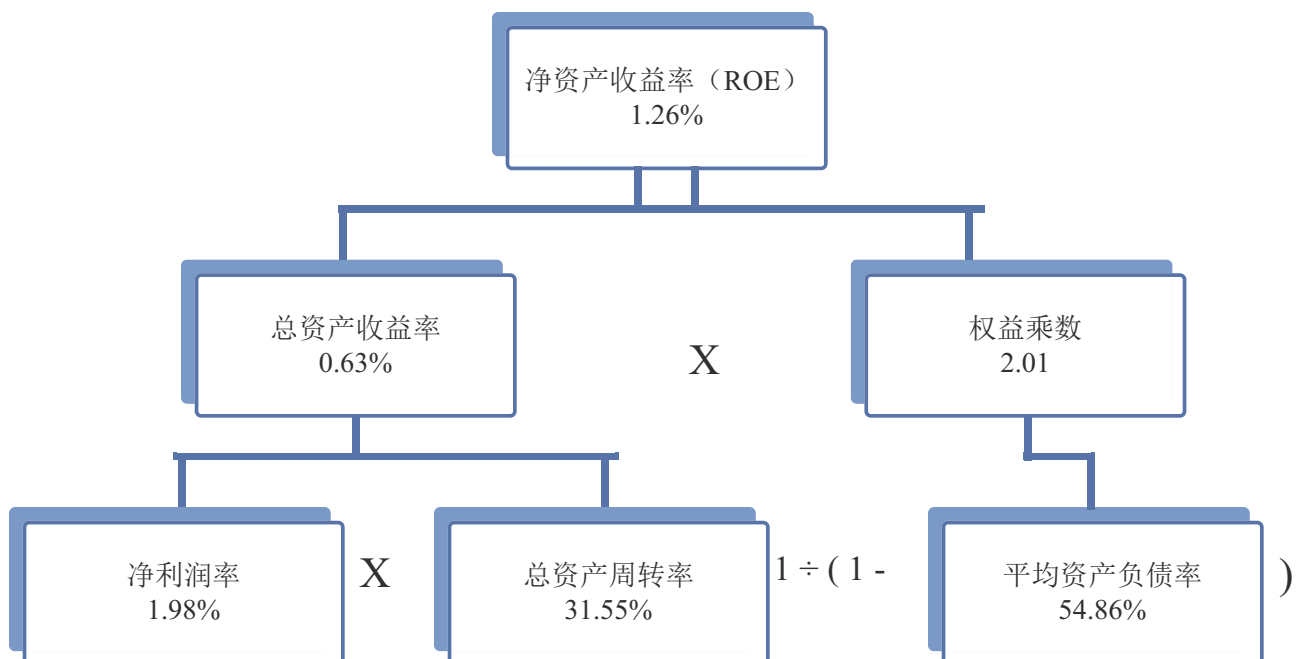 净资产收益率（ROE）
1.26%
总资产收益率
0.63%
X
权益乘数
2.01
净利润率
1.98%
X
总资产周转率
31.55%
1 ÷ ( 1 -
平均资产负债率
54.86%
)